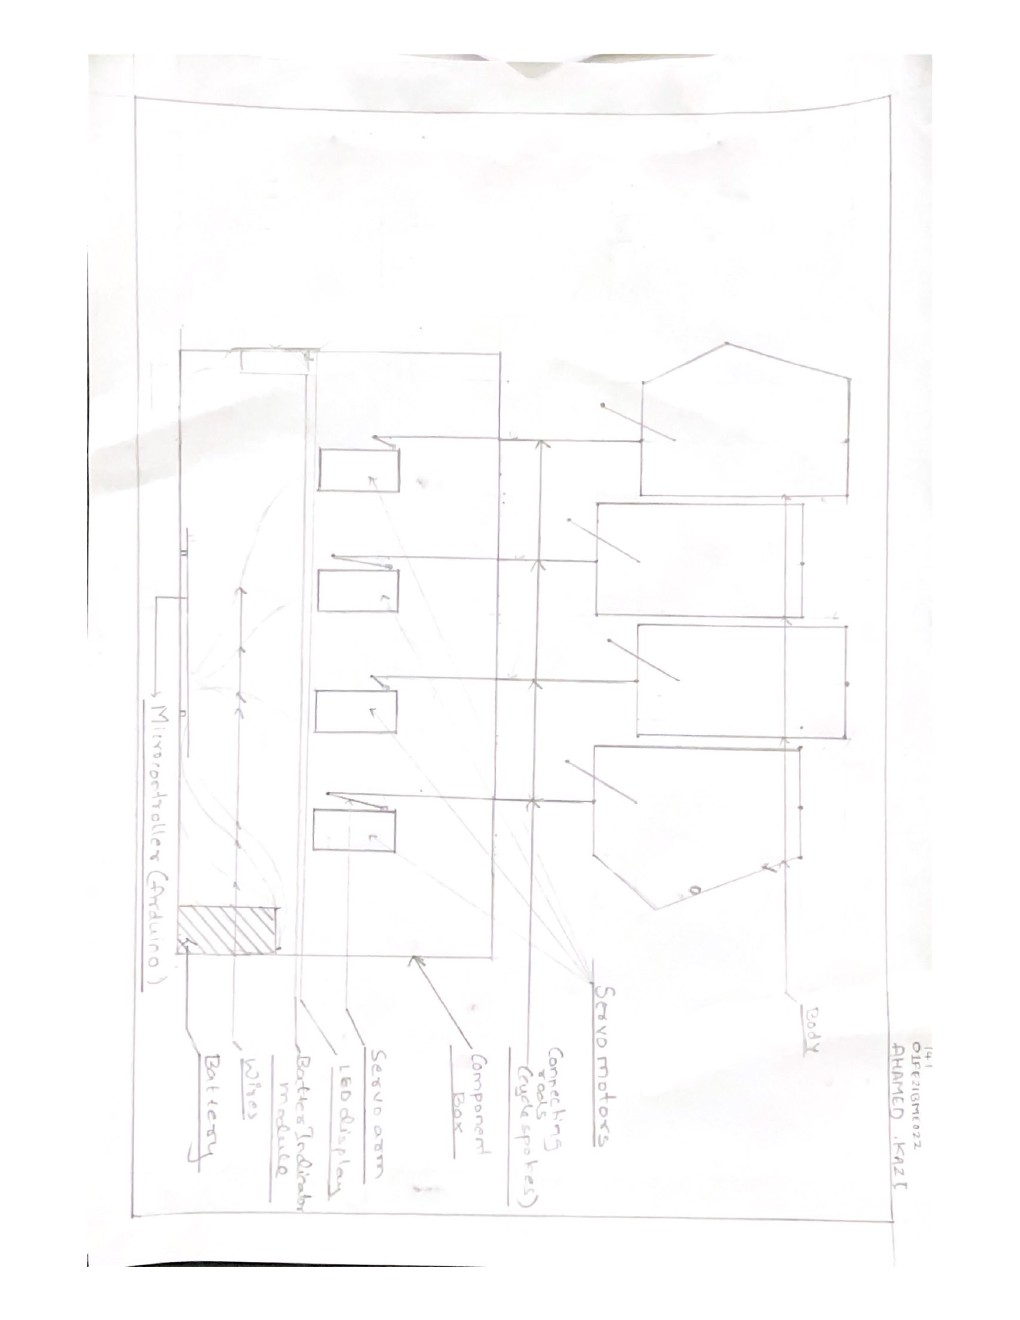 141
01FE21BME022
AHAMED .KAZI
Body
Servo motors
Connecting
rods
(cycle spokes)
Component
Box
Servo arm
LED display
Batter Indicator
module
Wires
Battery
Microcontroller (Arduino)